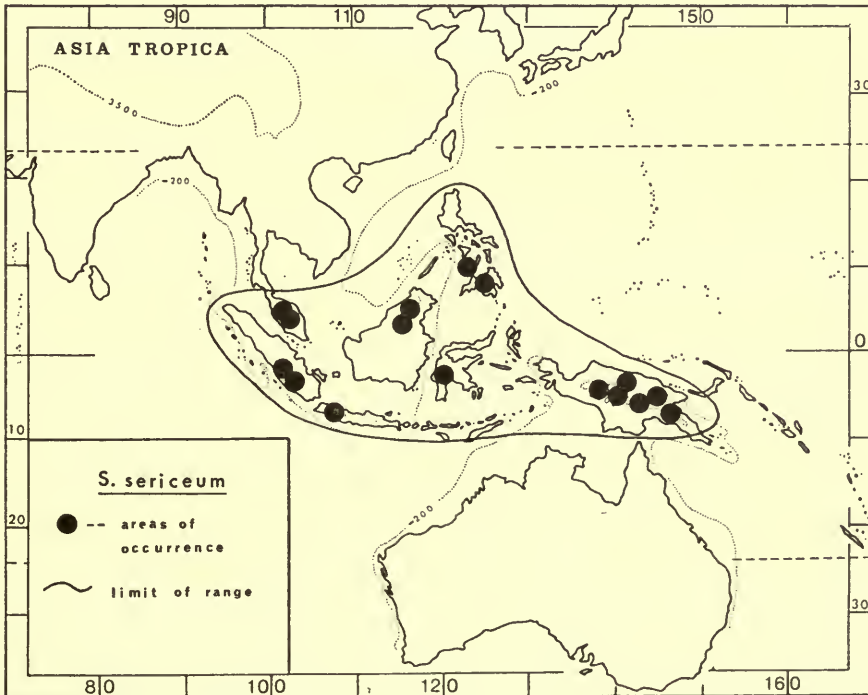 90 110 150
ASIA TROPICA
3500
-200
30
-200
0
10
S. sericeum
-- areas of
occurrence
20
-200
limit of range
30
80 100 120 160